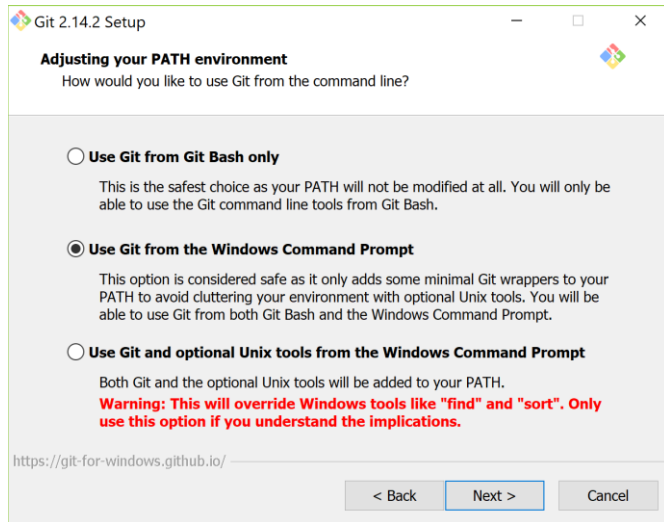 Git 2.14.2 Setup
Adjusting your PATH environment
How would you like to use Git from the command line?
Use Git from Git Bash only
This is the safest choice as your PATH will not be modified at all. You will only be
able to use the Git command line tools from Git Bash.
Use Git from the Windows Command Prompt
This option is considered safe as it only adds some minimal Git wrappers to your
PATH to avoid cluttering your environment with optional Unix tools. You will be
able to use Git from both Git Bash and the Windows Command Prompt.
Use Git and optional Unix tools from the Windows Command Prompt
Both Git and the optional Unix tools will be added to your PATH.
Warning: This will override Windows tools like "find" and "sort". Only
use this option if you understand the implications.
https://git-for-windows.github.io/
< Back Next > Cancel